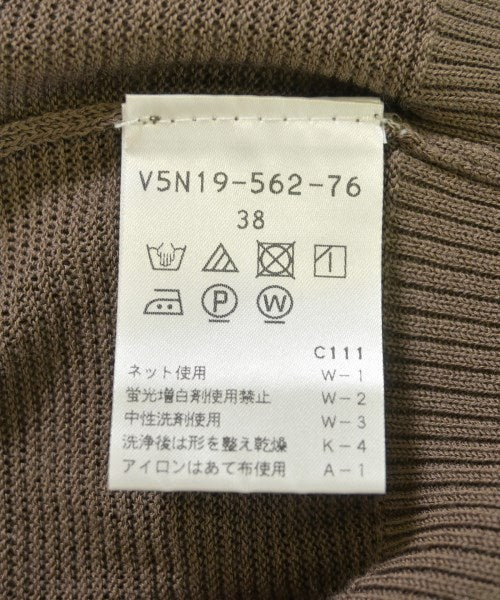 V5N19-562-76
38
P W
C111
ネット使用 W-1
蛍光増白剤使用禁止 W-2
中性洗剤使用 W-3
洗浄後は形を整え乾燥 K-4
アイロンはあて布使用 A-1